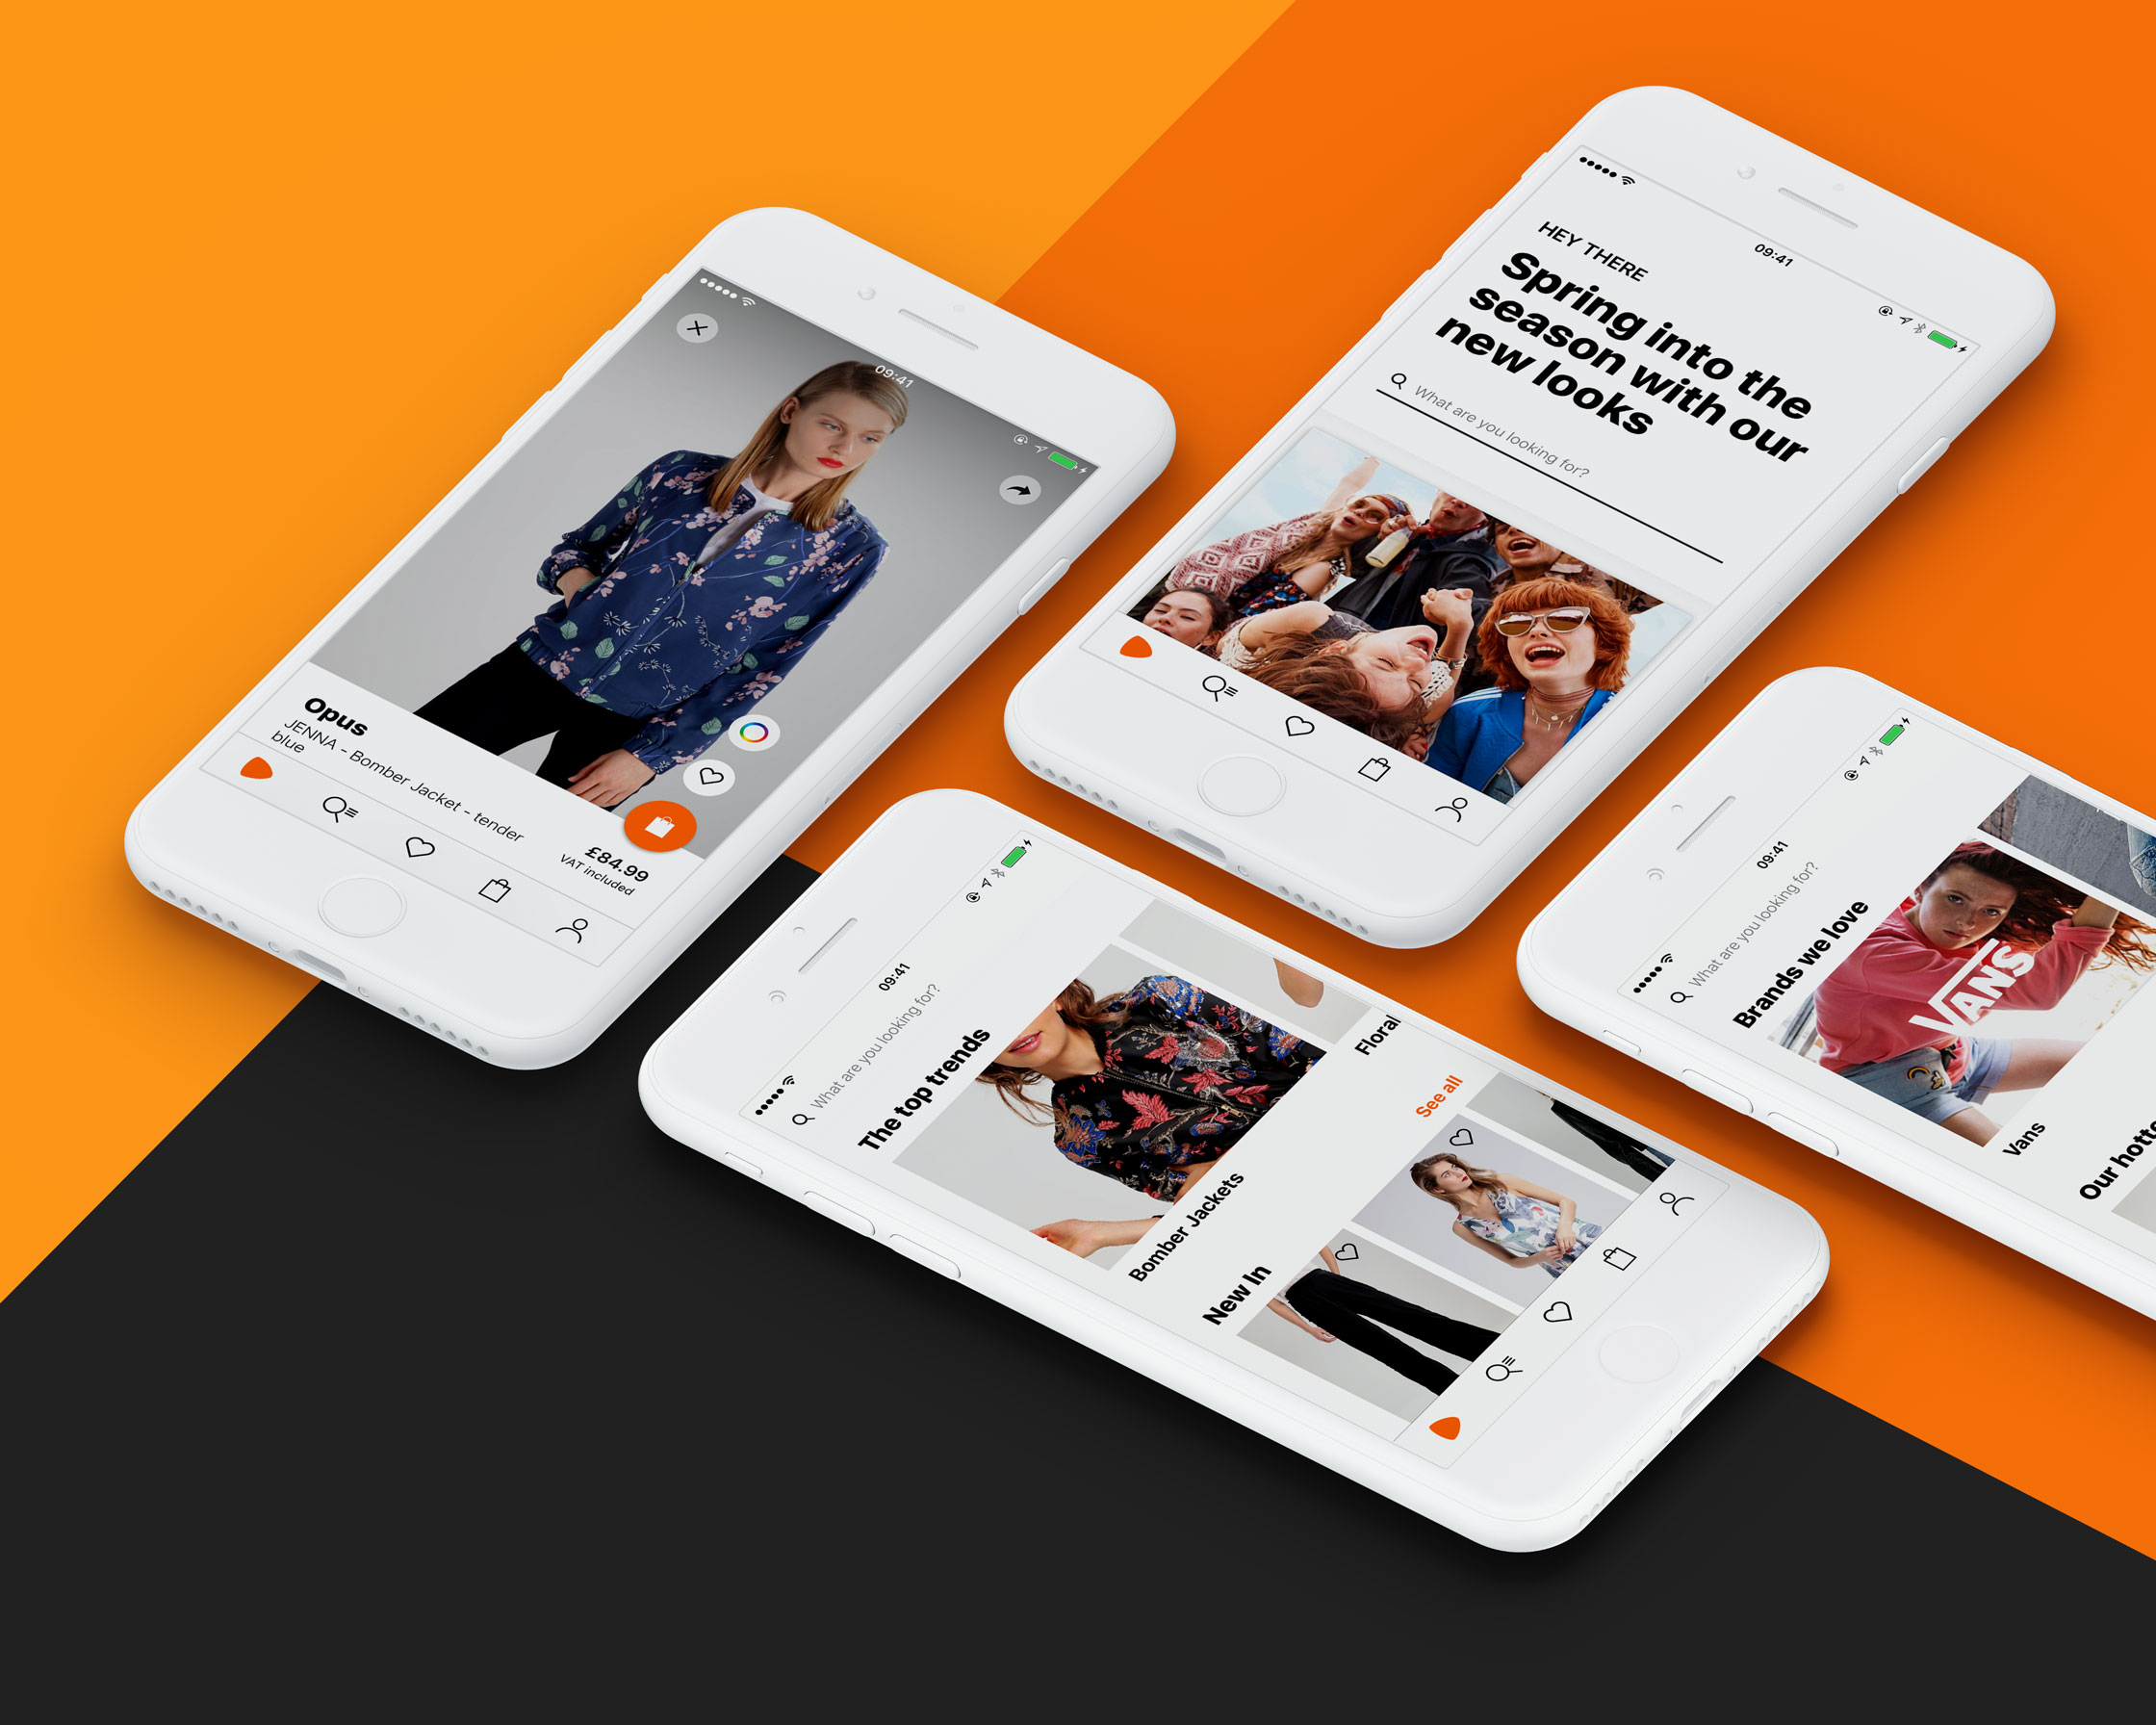 09:41
Opus
JENNA - Bomber Jacket - tender
blue
£84.99
VAT included
09:41
HEY THERE
Spring into the
season with our
new looks
What are you looking for?
09:41
What are you looking for?
The top trends
Bomber Jackets
Floral
New In
See all
09:41
What are you looking for?
Brands we love
VANS
Vans
Our hotte